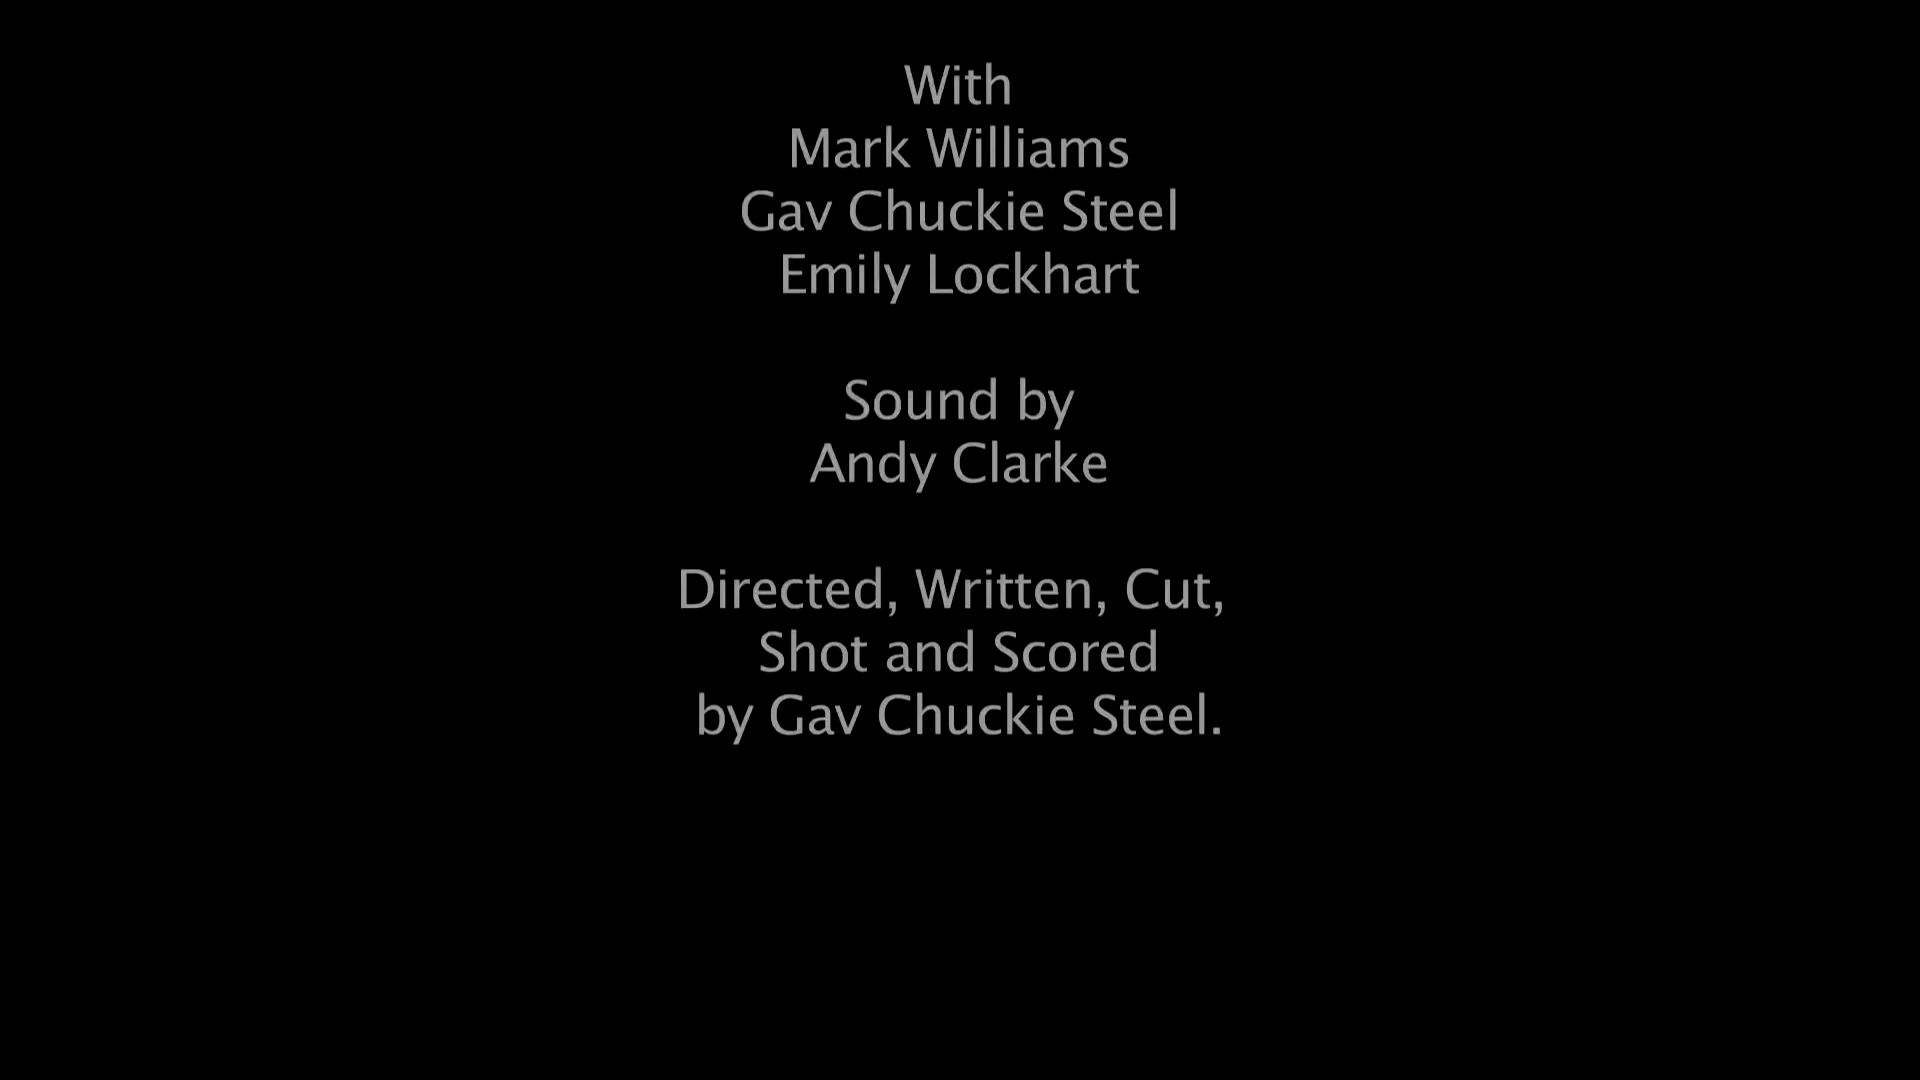 With
Mark Williams
Gav Chuckie Steel
Emily Lockhart
Sound by
Andy Clarke
Directed, Written, Cut,
Shot and Scored
by Gav Chuckie Steel.